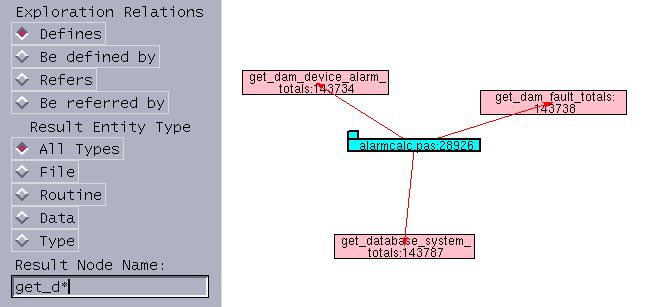 Exploration Relations
Defines
Be defined by
Refers
Be referred by
Result Entity Type
All Types
File
Routine
Data
Type
Result Node Name:
get_d*
get_dam_device_alarm_
totals:143734
get_dam_fault_totals:
143738
alarmcalc.pas:28926
get_database_system_
totals:143787